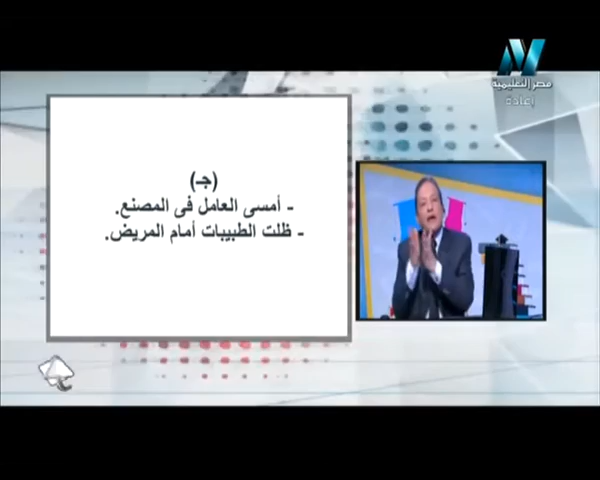 مصر التعليمية
إعادة
(جـ)
- أمسى العامل فى المصنع.
- ظلت الطبيبات أمام المريض.